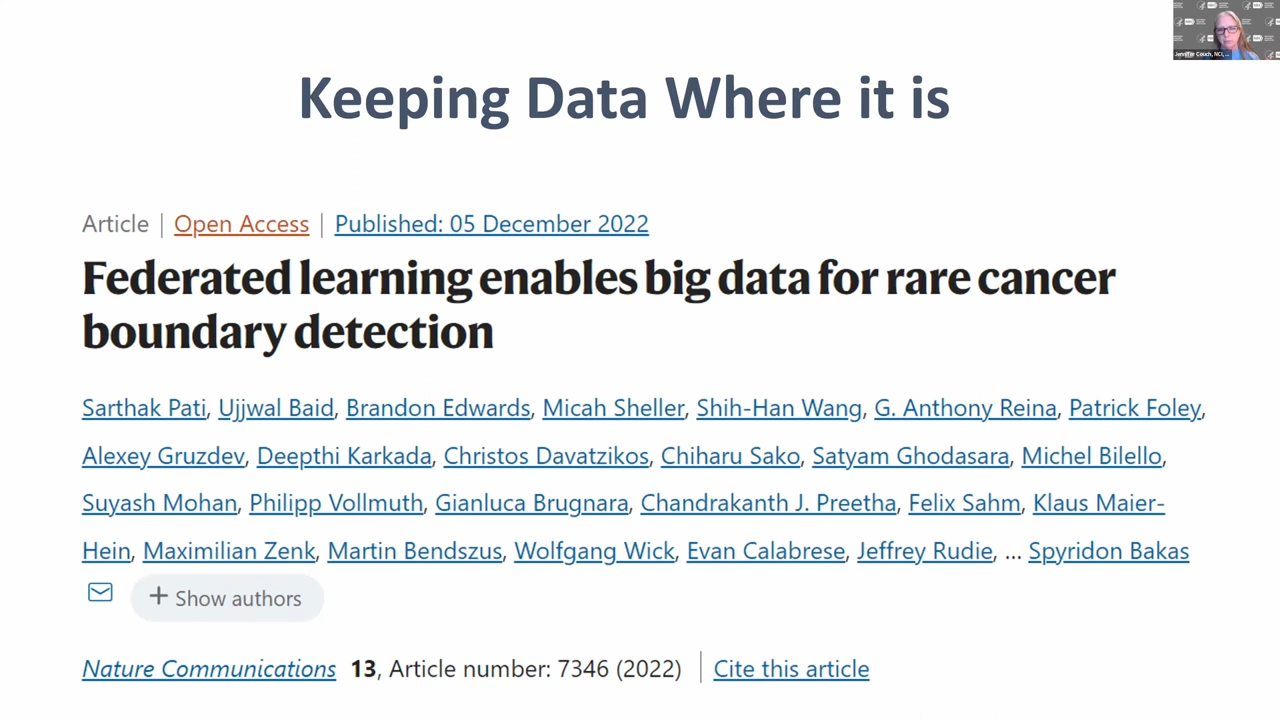 Jennifer Couch, NCI, ...
Keeping Data Where it is
Article | Open Access | Published: 05 December 2022
Federated learning enables big data for rare cancer
boundary detection
Sarthak Pati, Ujjwal Baid, Brandon Edwards, Micah Sheller, Shih-Han Wang, G. Anthony Reina, Patrick Foley,
Alexey Gruzdev, Deepthi Karkada, Christos Davatzikos, Chiharu Sako, Satyam Ghodasara, Michel Bilello,
Suyash Mohan, Philipp Vollmuth, Gianluca Brugnara, Chandrakanth J. Preetha, Felix Sahm, Klaus Maier-
Hein, Maximilian Zenk, Martin Bendszus, Wolfgang Wick, Evan Calabrese, Jeffrey Rudie, ... Spyridon Bakas
+ Show authors
Nature Communications 13, Article number: 7346 (2022) | Cite this article